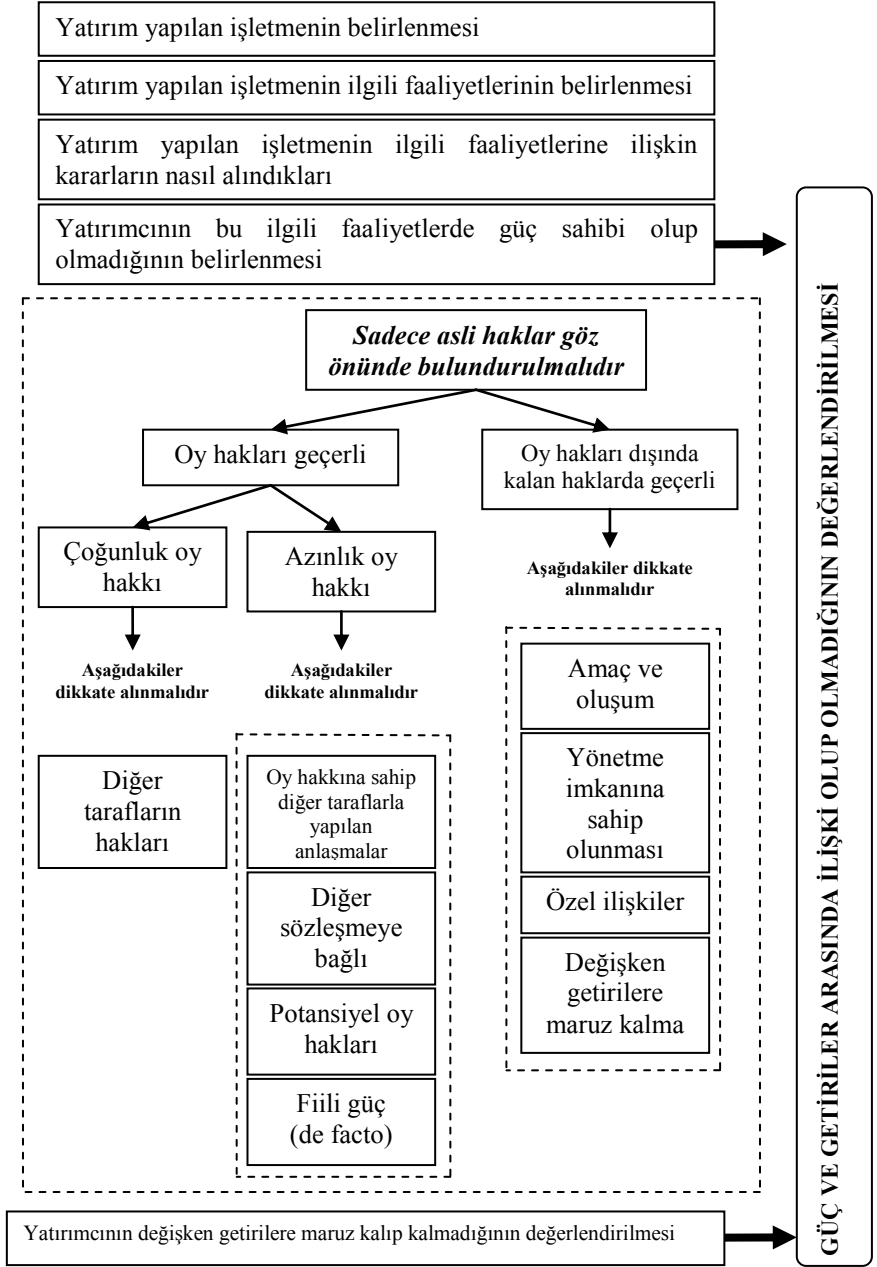 Yatırım yapılan işletmenin belirlenmesi
Yatırım yapılan işletmenin ilgili faaliyetlerinin belirlenmesi
Yatırım yapılan işletmenin ilgili faaliyetlerine ilişkin
kararların nasıl alındıkları
Yatırımcının bu ilgili faaliyetlerde güç sahibi olup
olmadığının belirlenmesi
Sadece asli haklar göz
önünde bulundurulmalıdır
Oy hakları geçerli
Oy hakları dışında
kalan haklarda geçerli
Çoğunluk oy
hakkı
Azınlık oy
hakkı
Aşağıdakiler dikkate
alınmalıdır
Aşağıdakiler
dikkate alınmalıdır
Aşağıdakiler
dikkate alınmalıdır
Diğer
tarafların
hakları
Oy hakkına sahip
diğer taraflarla
yapılan
anlaşmalar
Diğer
sözleşmeye
bağlı
Potansiyel oy
hakları
Fiili güç
(de facto)
Amaç ve
oluşum
Yönetme
imkanına
sahip
olunması
Özel ilişkiler
Değişken
getirilere
maruz kalma
Yatırımcının değişken getirilere maruz kalıp kalmadığının değerlendirilmesi
GÜÇ VE GETİRİLER ARASINDA İLİŞKİ OLUP OLMADIĞININ DEĞERLENDİRİLMESİ